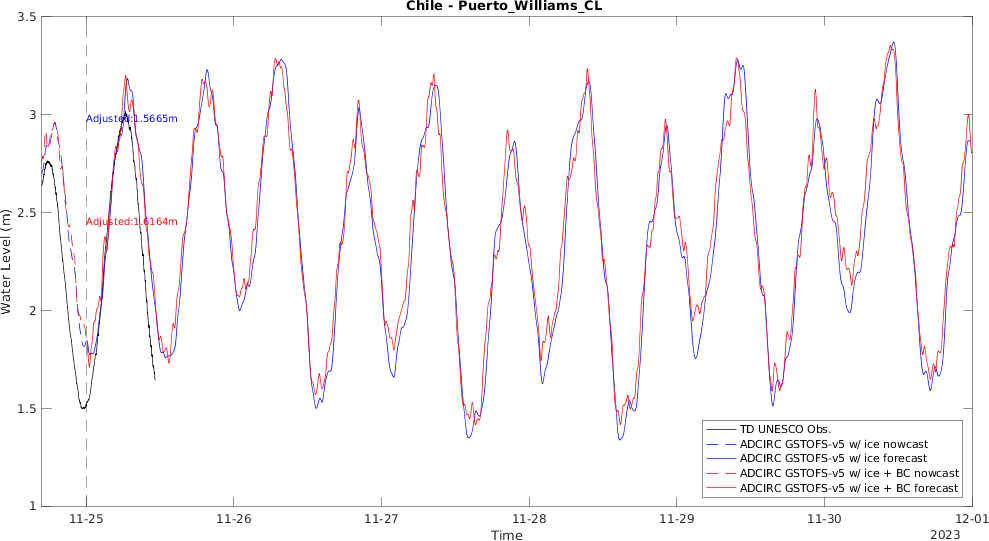 Chile - Puerto_Williams_CL
3.5
3
2.5
2
1.5
1
Water Level (m)
Adjusted:1.5665m
Adjusted:1.6164m
TD UNESCO Obs.
ADCIRC GSTOFS-v5 w/ ice nowcast
ADCIRC GSTOFS-v5 w/ ice forecast
ADCIRC GSTOFS-v5 w/ ice + BC nowcast
ADCIRC GSTOFS-v5 w/ ice + BC forecast
11-25 11-26 11-27 11-28 11-29 11-30 12-01
Time
2023